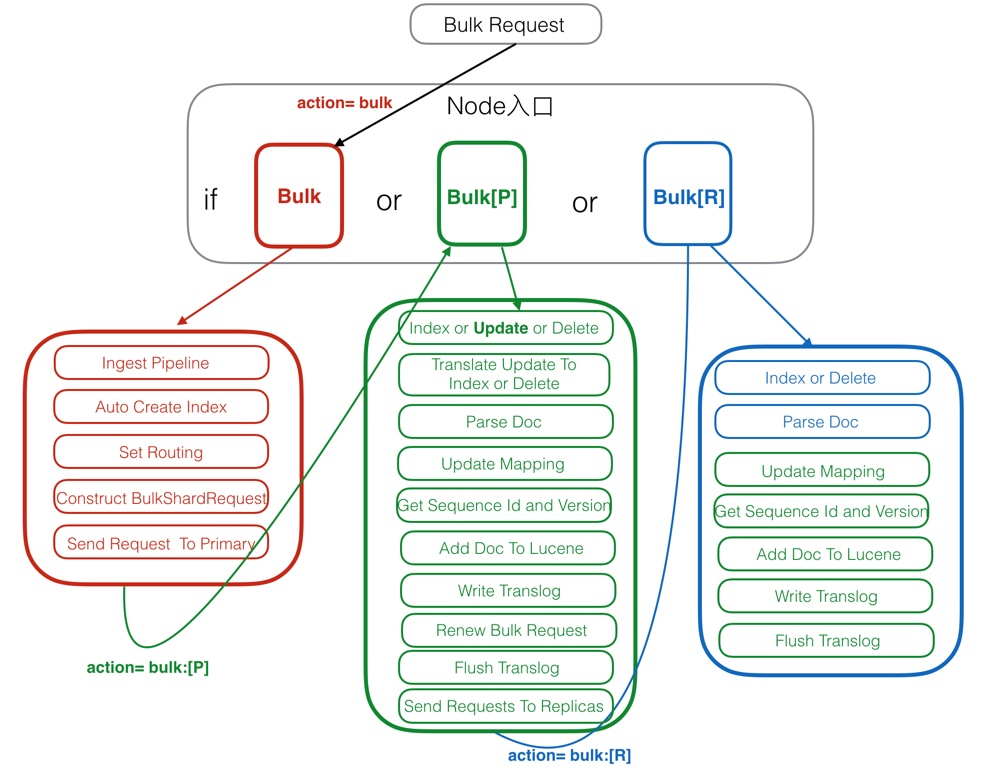 Bulk Request
action= bulk
Node入口
if
Bulk
or
Bulk[P]
or
Bulk[R]
Ingest Pipeline
Auto Create Index
Set Routing
Construct BulkShardRequest
Send Request To Primary
action= bulk:[P]
Index or Update or Delete
Translate Update To
Index or Delete
Parse Doc
Update Mapping
Get Sequence Id and Version
Add Doc To Lucene
Write Translog
Renew Bulk Request
Flush Translog
Send Requests To Replicas
action= bulk:[R]
Index or Delete
Parse Doc
Update Mapping
Get Sequence Id and Version
Add Doc To Lucene
Write Translog
Flush Translog